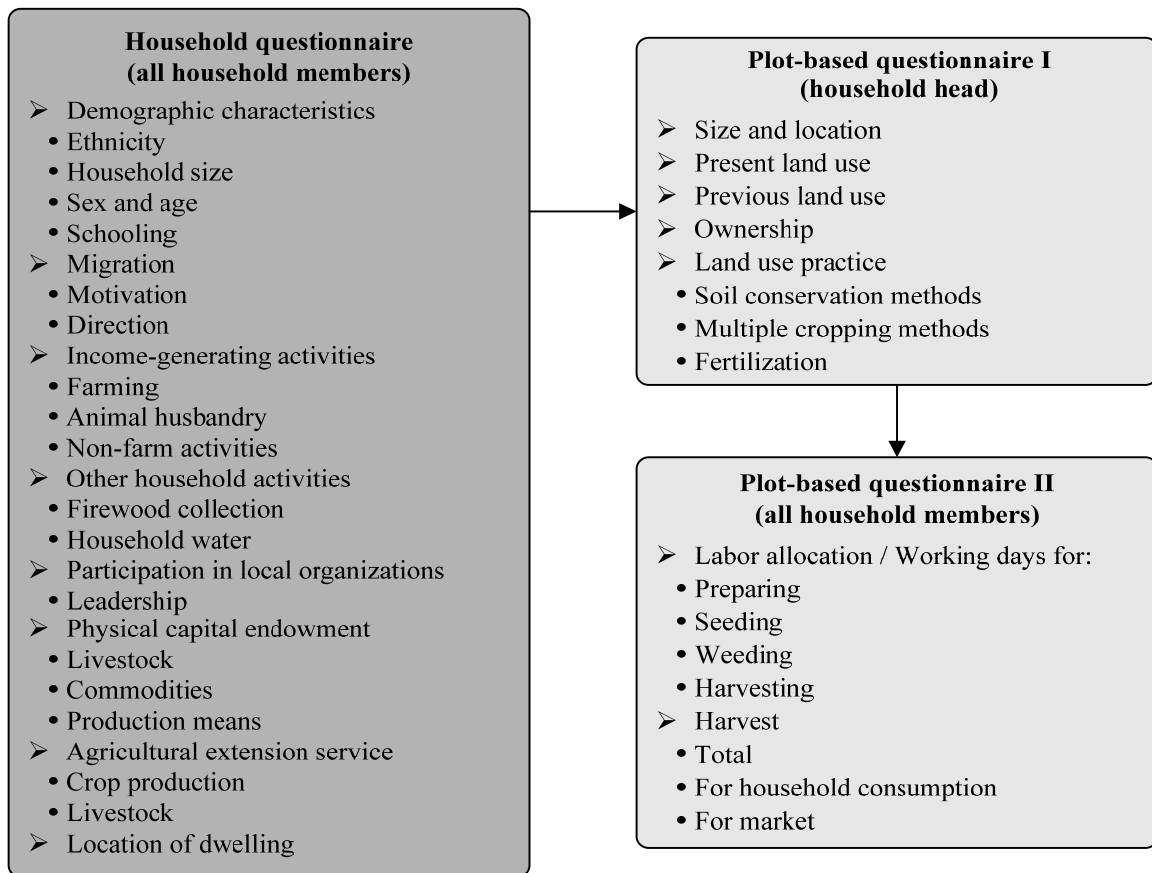 Household questionnaire
(all household members)
➢ Demographic characteristics
• Ethnicity
• Household size
• Sex and age
• Schooling
➢ Migration
• Motivation
• Direction
➢ Income-generating activities
• Farming
• Animal husbandry
• Non-farm activities
➢ Other household activities
• Firewood collection
• Household water
➢ Participation in local organizations
• Leadership
➢ Physical capital endowment
• Livestock
• Commodities
• Production means
➢ Agricultural extension service
• Crop production
• Livestock
➢ Location of dwelling
Plot-based questionnaire I
(household head)
➢ Size and location
➢ Present land use
➢ Previous land use
➢ Ownership
➢ Land use practice
• Soil conservation methods
• Multiple cropping methods
• Fertilization
Plot-based questionnaire II
(all household members)
➢ Labor allocation / Working days for:
• Preparing
• Seeding
• Weeding
• Harvesting
➢ Harvest
• Total
• For household consumption
• For market